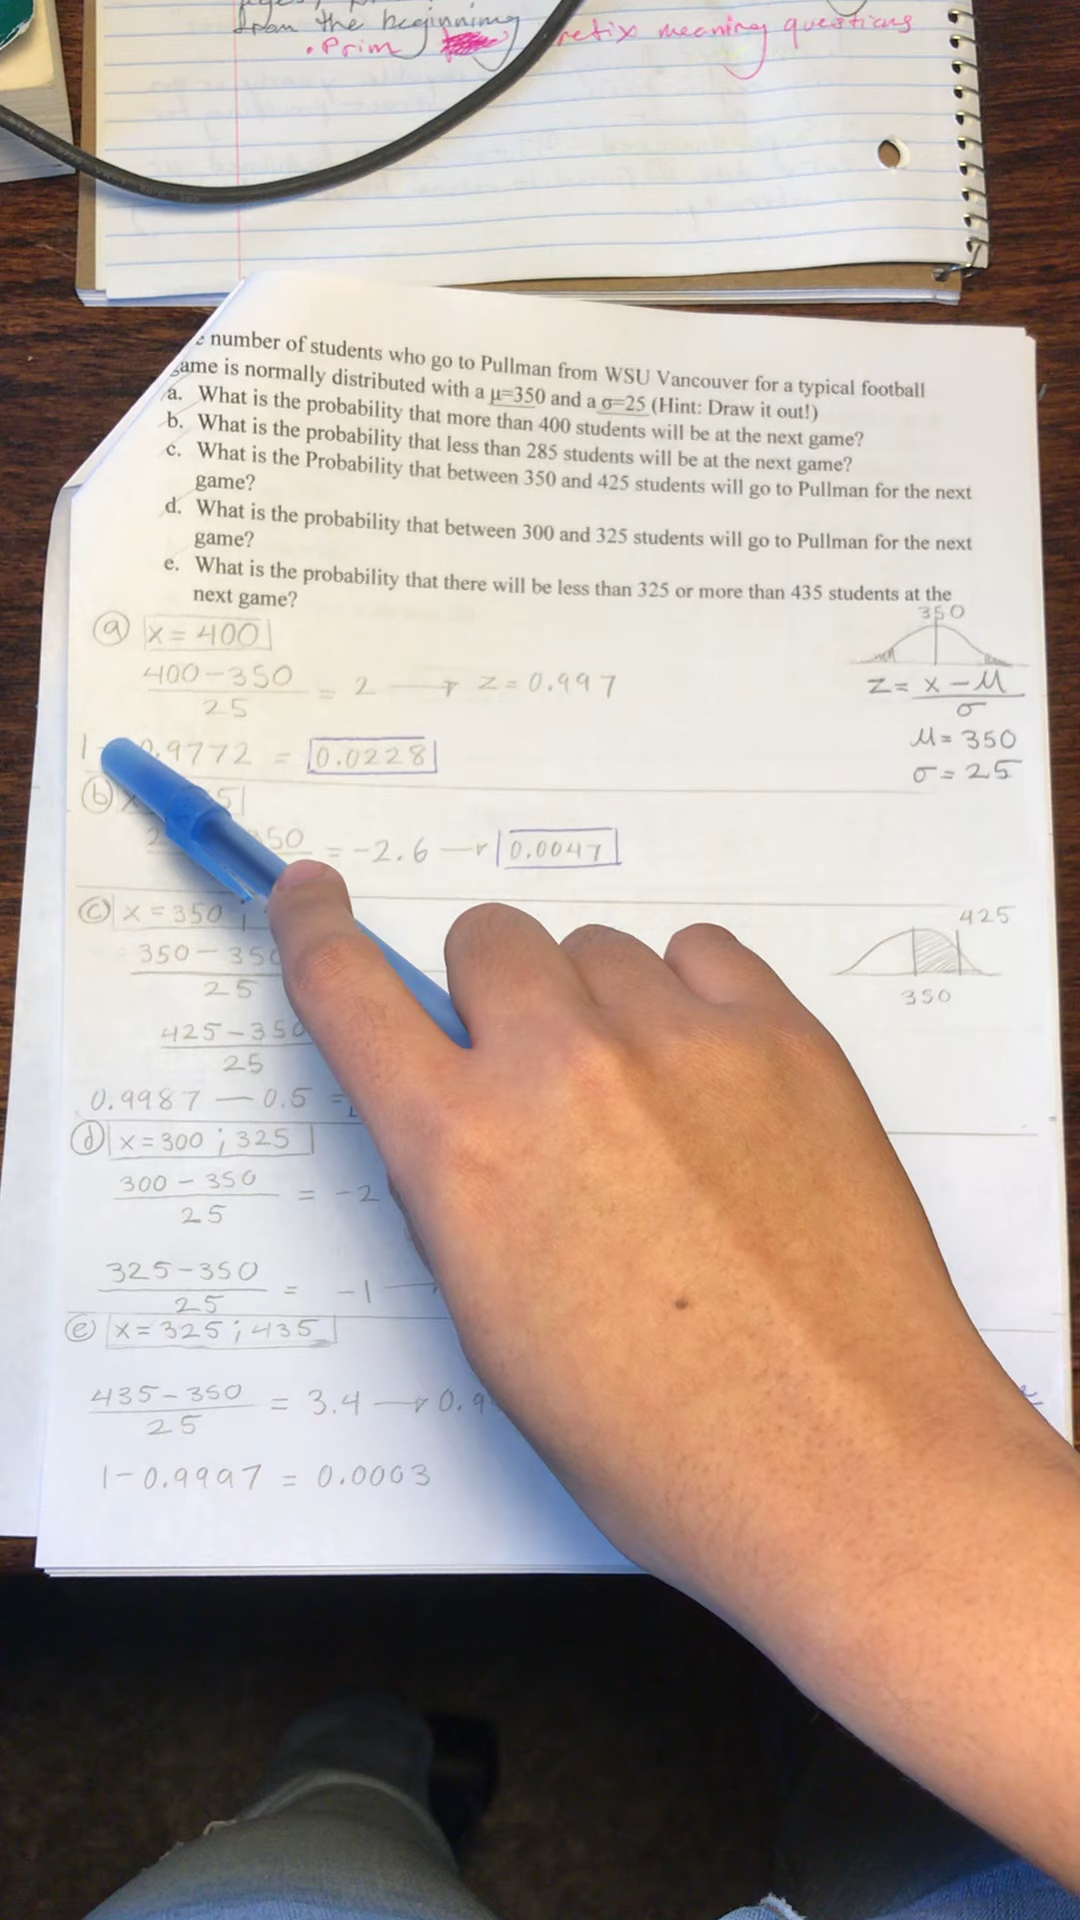 from the beginning
. Prim retix meaning questions
number of students who go to Pullman from WSU Vancouver for a typical football
game is normally distributed with a μ=350 and a σ=25 (Hint: Draw it out!)
a. What is the probability that more than 400 students will be at the next game?
b. What is the probability that less than 285 students will be at the next game?
c. What is the Probability that between 350 and 425 students will go to Pullman for the next
game?
d. What is the probability that between 300 and 325 students will go to Pullman for the next
game?
e. What is the probability that there will be less than 325 or more than 435 students at the
next game?
350
a x = 400
400 - 350
25
= 2 → z = 0.997
z = x - μ
σ
μ = 350
σ = 25
0.9772 = 0.0228
b
= -2.6 → 0.0047
c x = 350 ;
350 - 350
25
425
350
425 - 350
25
0.9987 - 0.5 =
d x = 300 ; 325
300 - 350
25
= -2
325 - 350
25
= -1 →
e x = 325 ; 435
435 - 350
25
= 3.4 → 0.9
1 - 0.9997 = 0.0003